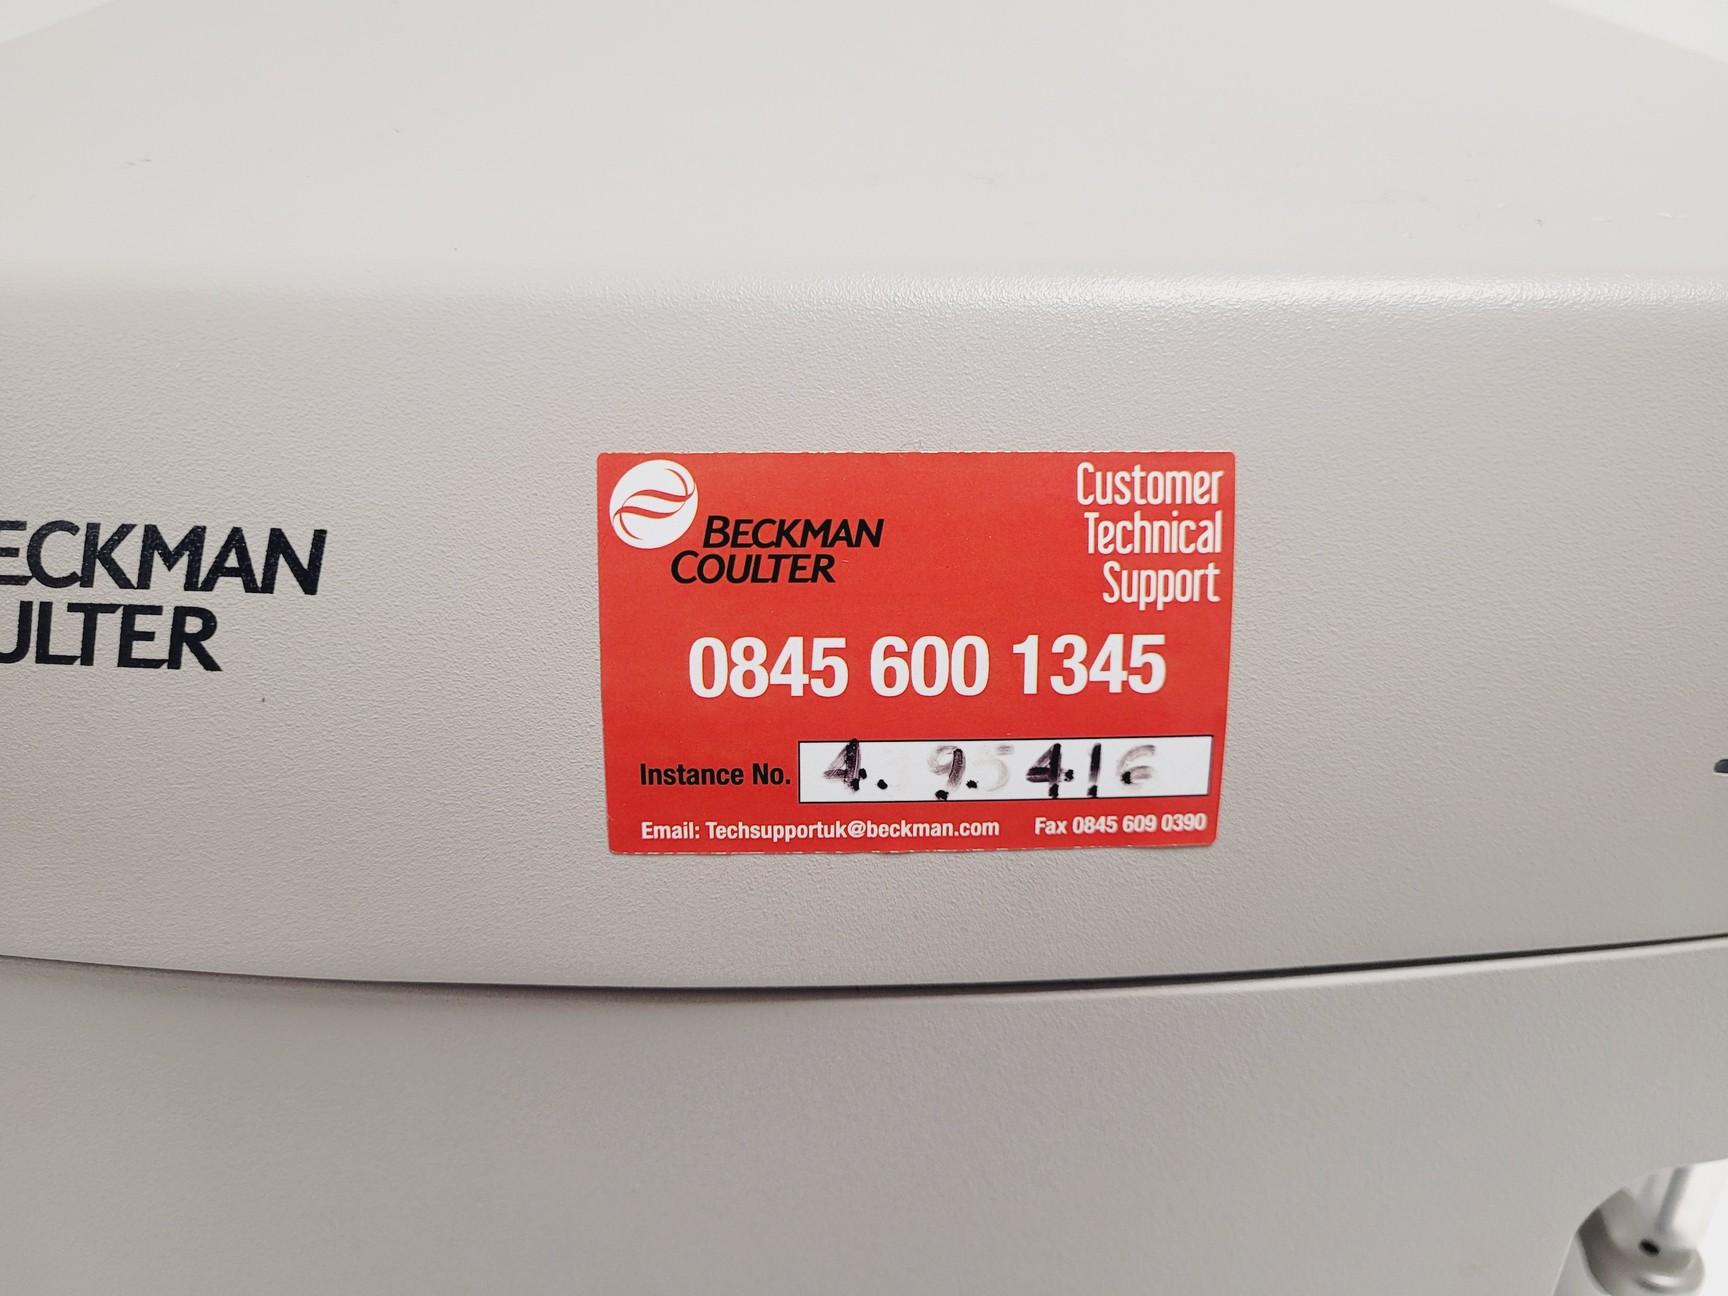 ECKMAN
ULTER
BECKMAN
COULTER
Customer
Technical
Support
0845 600 1345
Instance No.
Email: Techsupportuk@beckman.com Fax 0845 609 0390